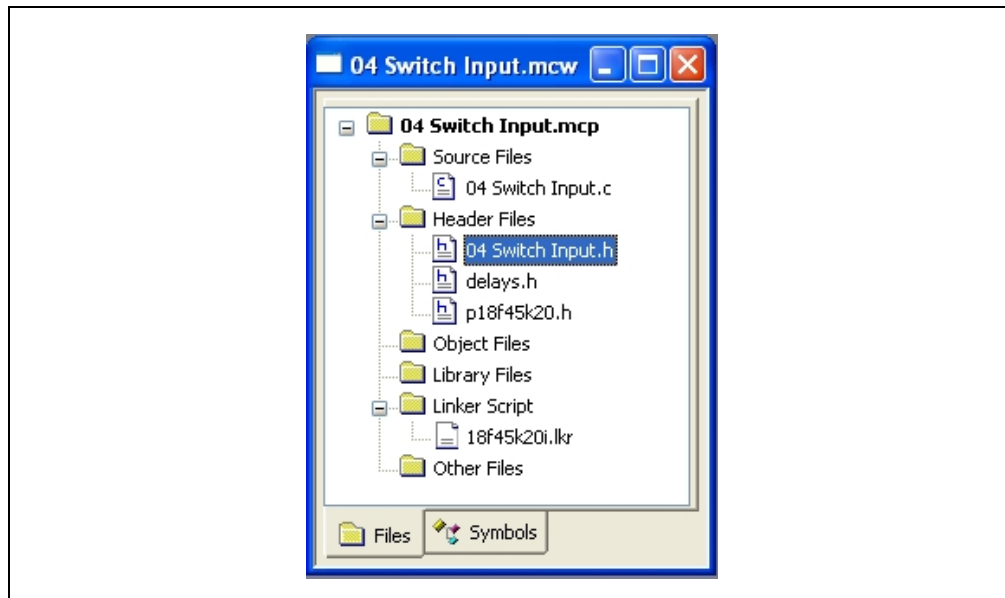 04 Switch Input.mcw
04 Switch Input.mcp
Source Files
04 Switch Input.c
Header Files
04 Switch Input.h
delays.h
p18f45k20.h
Object Files
Library Files
Linker Script
18f45k20i.lkr
Other Files
Files Symbols